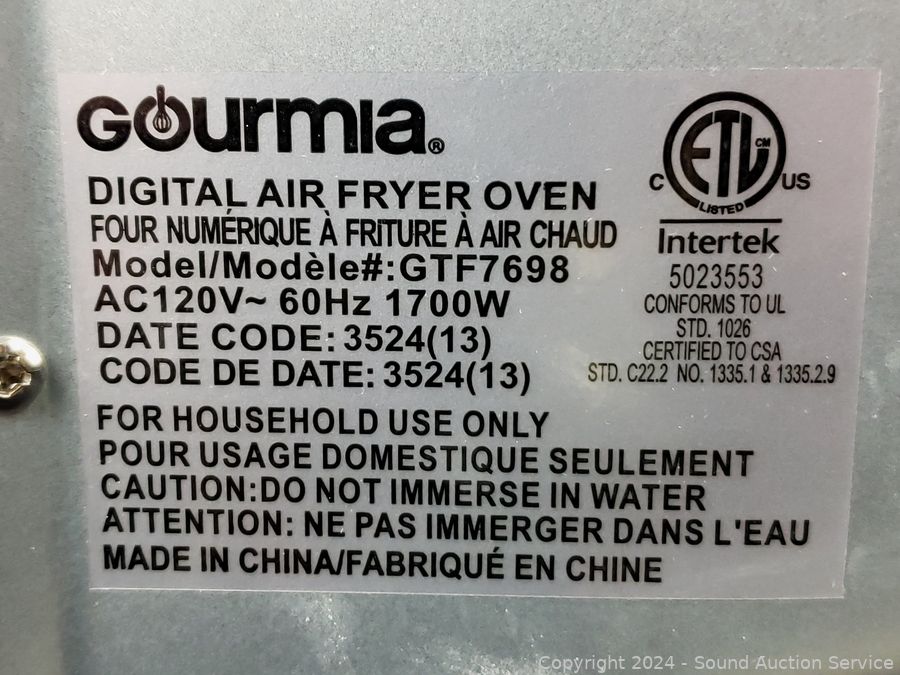 GOURMIA®
DIGITAL AIR FRYER OVEN
FOUR NUMÉRIQUE À FRITURE À AIR CHAUD
Model/Modèle#:GTF7698
AC120V~ 60Hz 1700W
DATE CODE: 3524(13)
CODE DE DATE: 3524(13)
FOR HOUSEHOLD USE ONLY
POUR USAGE DOMESTIQUE SEULEMENT
CAUTION:DO NOT IMMERSE IN WATER
ATTENTION: NE PAS IMMERGER DANS L'EAU
MADE IN CHINA/FABRIQUÉ EN CHINE
ETL CM
C US
LISTED
Intertek
5023553
CONFORMS TO UL
STD. 1026
CERTIFIED TO CSA
STD. C22.2 NO. 1335.1 & 1335.2.9
Copyright 2024 - Sound Auction Service